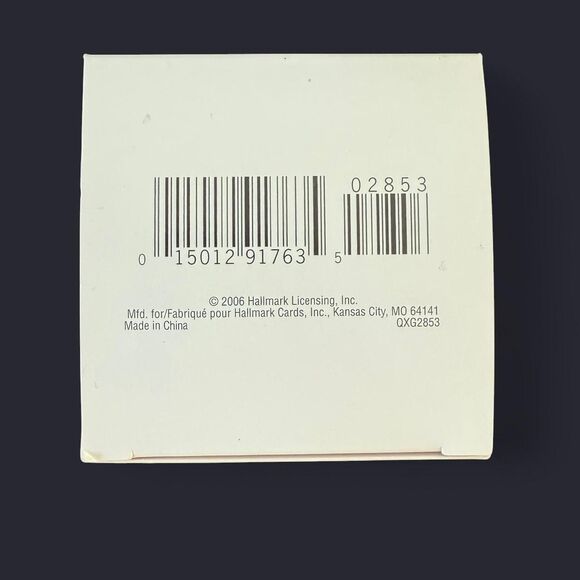 02853
0 15012 91763 5
© 2006 Hallmark Licensing, Inc.
Mfd. for/Fabriqué pour Hallmark Cards, Inc., Kansas City, MO 64141
Made in China QXG2853